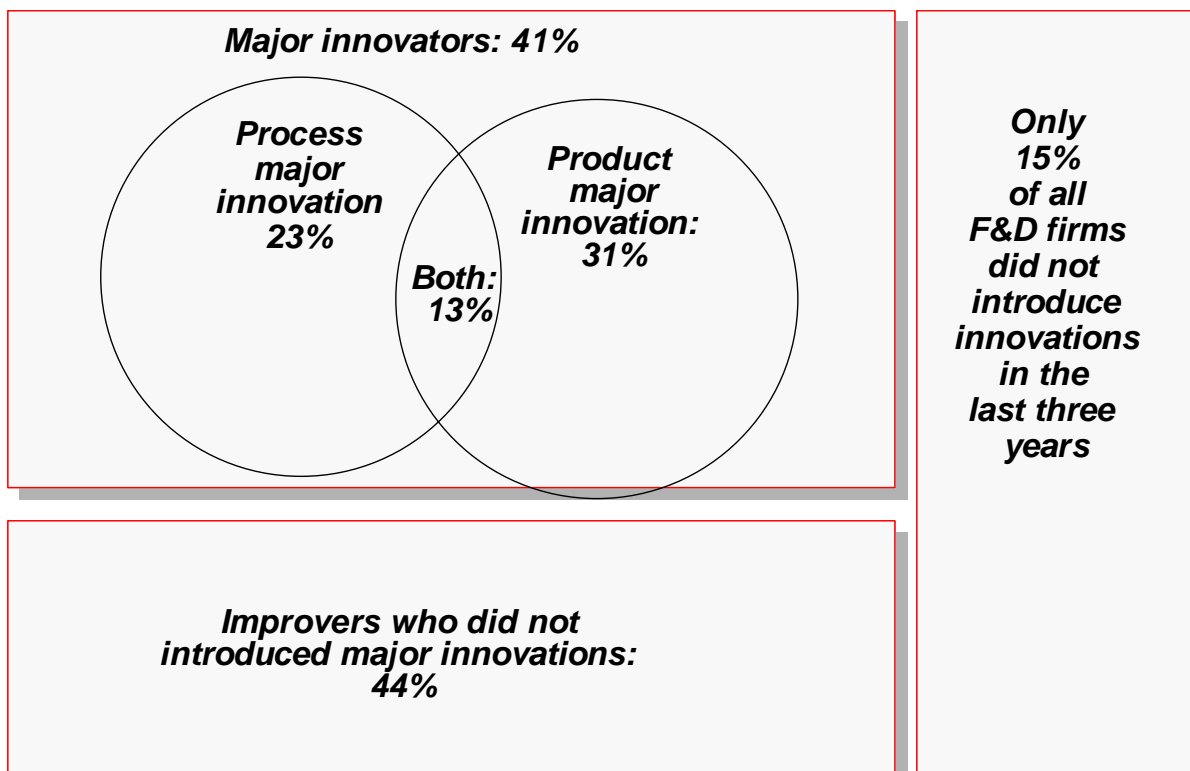 Major innovators: 41%
Process
major
innovation
23%
Product
major
innovation:
31%
Both:
13%
Improvers who did not
introduced major innovations:
44%
Only
15%
of all
F&D firms
did not
introduce
innovations
in the
last three
years